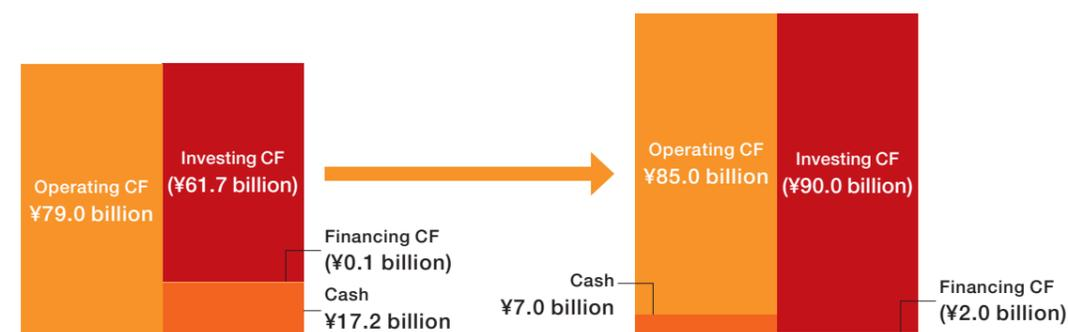 Operating CF
¥79.0 billion
Investing CF
(¥61.7 billion)
Financing CF
(¥0.1 billion)
Cash
¥17.2 billion
Operating CF
¥85.0 billion
Cash
¥7.0 billion
Investing CF
(¥90.0 billion)
Financing CF
(¥2.0 billion)